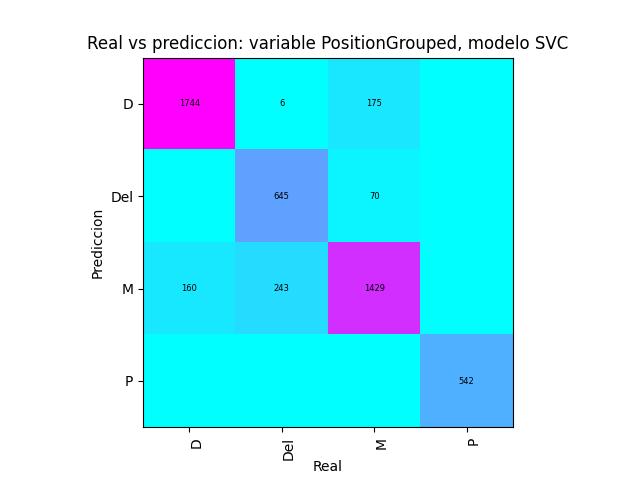 Real vs prediccion: variable PositionGrouped, modelo SVC
D 1744 6 175
Del 645 70
M 160 243 1429
P 542
D Del M P
Real
Prediccion